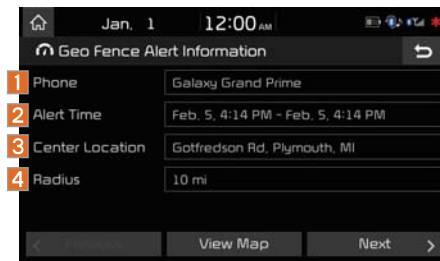 Jan, 1 12:00 AM
Geo Fence Alert Information
1 Phone Galaxy Grand Prime
2 Alert Time Feb, 5, 4:14 PM - Feb, 5, 4:14 PM
3 Center Location Gotfredson Rd, Plymouth, MI
4 Radius 10 mi
< Previous View Map Next >